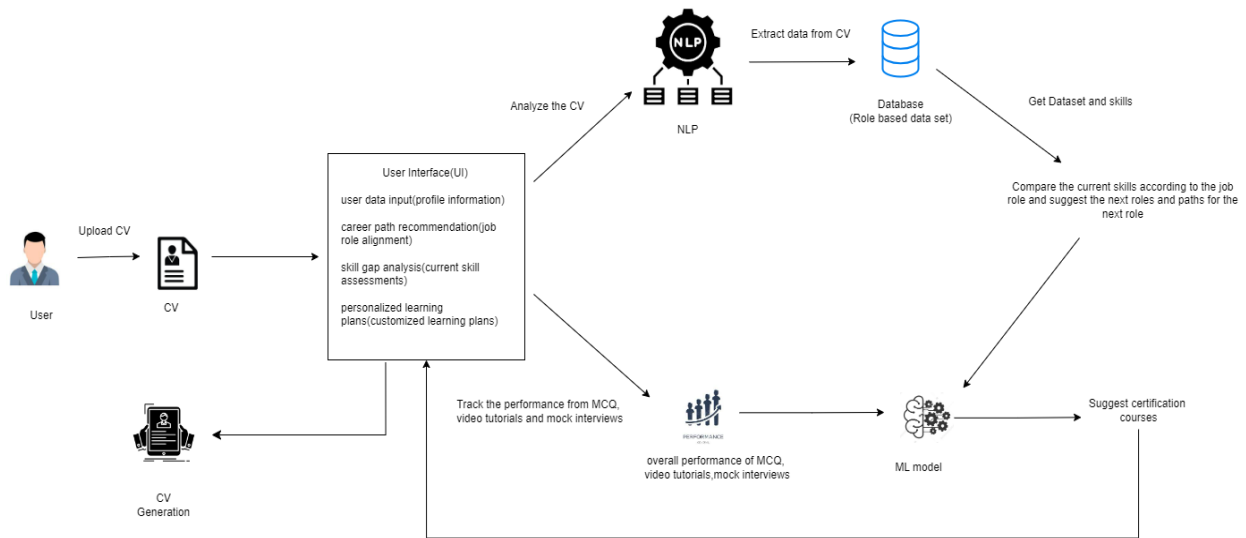 NLP
Extract data from CV
Analyze the CV
NLP
Database
(Role based data set)
Get Dataset and skills
User Interface(UI)
user data input(profile information)
career path recommendation(job
role alignment)
skill gap analysis(current skill
assessments)
personalized learning
plans(customized learning plans)
Compare the current skills according to the job
role and suggest the next roles and paths for the
next role
Upload CV
User
CV
Track the performance from MCQ,
video tutorials and mock interviews
PERFORMANCE
overall performance of MCQ,
video tutorials,mock interviews
ML model
Suggest certification
courses
CV
Generation